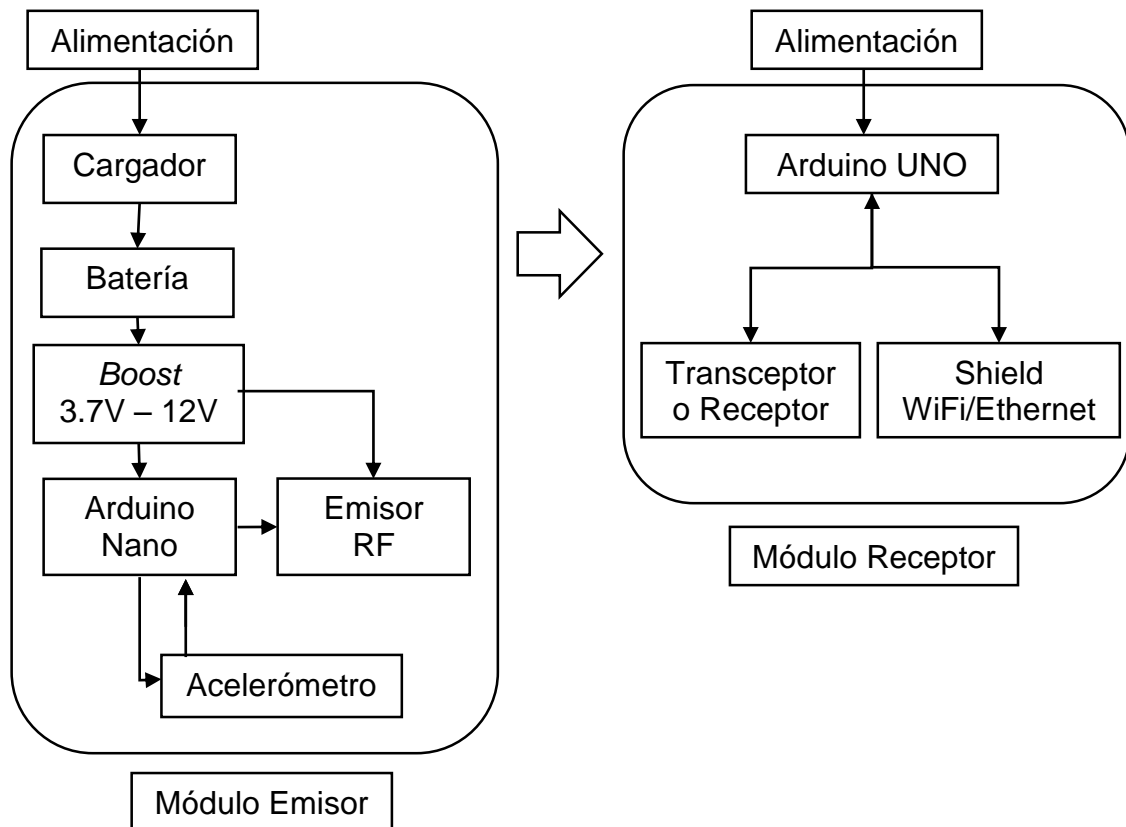 Alimentación
Cargador
Batería
Boost
3.7V – 12V
Arduino
Nano
Emisor
RF
Acelerómetro
Módulo Emisor
Alimentación
Arduino UNO
Transceptor
o Receptor
Shield
WiFi/Ethernet
Módulo Receptor